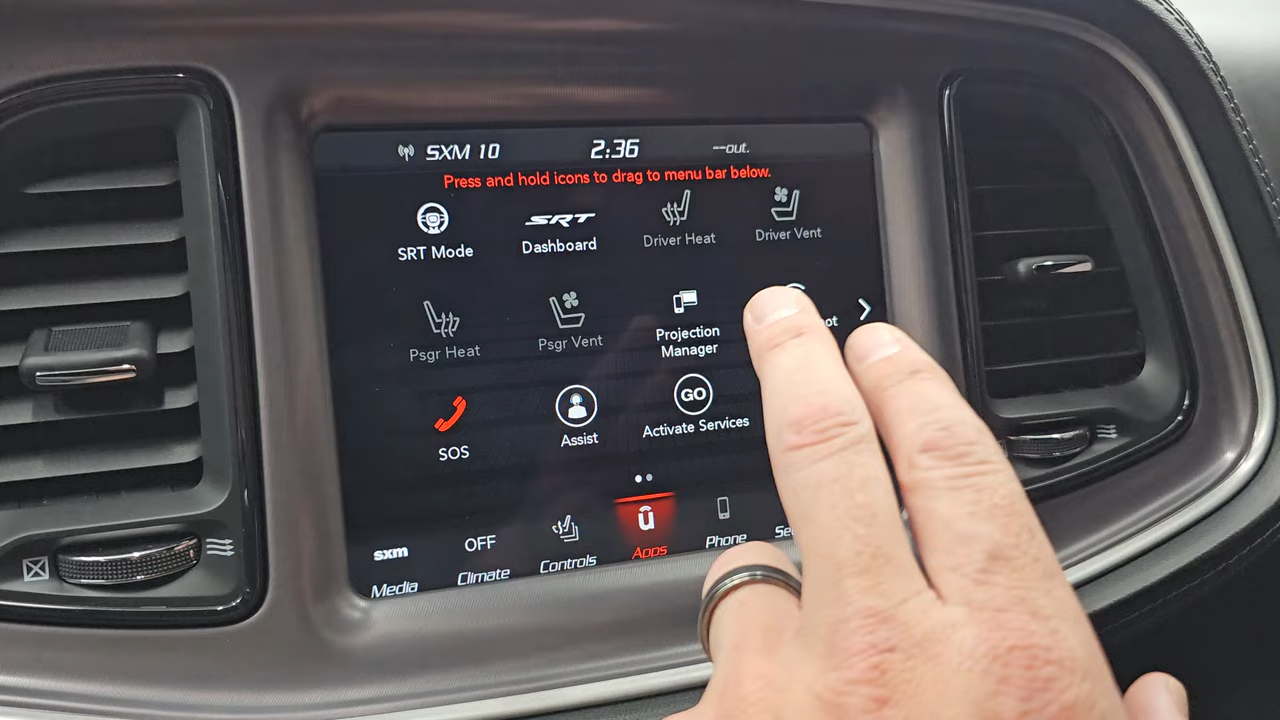 SXM 10
2:36
--out.
Press and hold icons to drag to menu bar below.
SRT Mode
SRT
Dashboard
Driver Heat
Driver Vent
Psgr Heat
Psgr Vent
Projection
Manager
SOS
Assist
GO
Activate Services
sxm
Media
OFF
Climate
Controls
û
Apps
Phone